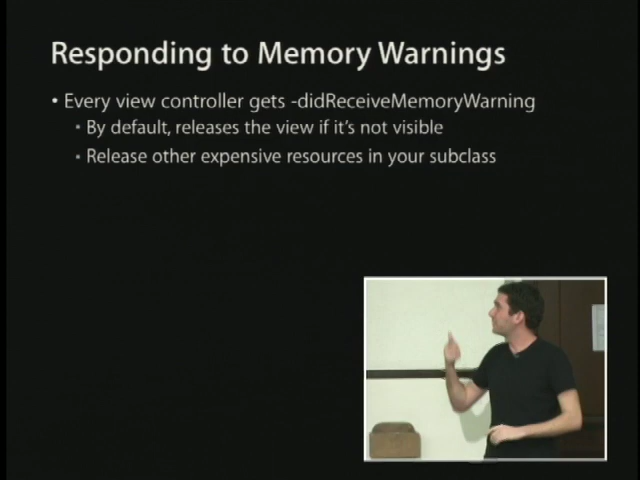 Responding to Memory Warnings
• Every view controller gets -didReceiveMemoryWarning
▪ By default, releases the view if it's not visible
▪ Release other expensive resources in your subclass